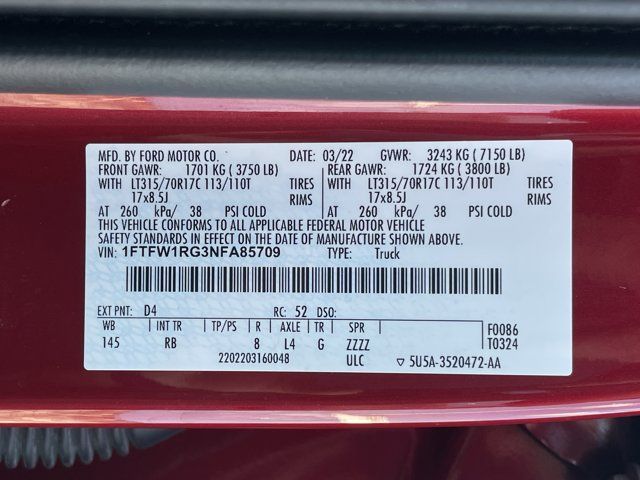 MFD. BY FORD MOTOR CO. DATE: 03/22 GVWR: 3243 KG ( 7150 LB)
FRONT GAWR: 1701 KG ( 3750 LB) REAR GAWR: 1724 KG ( 3800 LB)
WITH LT315/70R17C 113/110T TIRES WITH LT315/70R17C 113/110T TIRES
17x8.5J RIMS 17x8.5J RIMS
AT 260 kPa/ 38 PSI COLD AT 260 kPa/ 38 PSI COLD
THIS VEHICLE CONFORMS TO ALL APPLICABLE FEDERAL MOTOR VEHICLE
SAFETY STANDARDS IN EFFECT ON THE DATE OF MANUFACTURE SHOWN ABOVE.
VIN: 1FTFW1RG3NFA85709 TYPE: Truck
EXT PNT: D4 RC: 52 DSO:
WB INT TR TP/PS R AXLE TR SPR F0086
145 RB 8 L4 G ZZZZ T0324
2202203160048 ULC ▽ 5U5A-3520472-AA